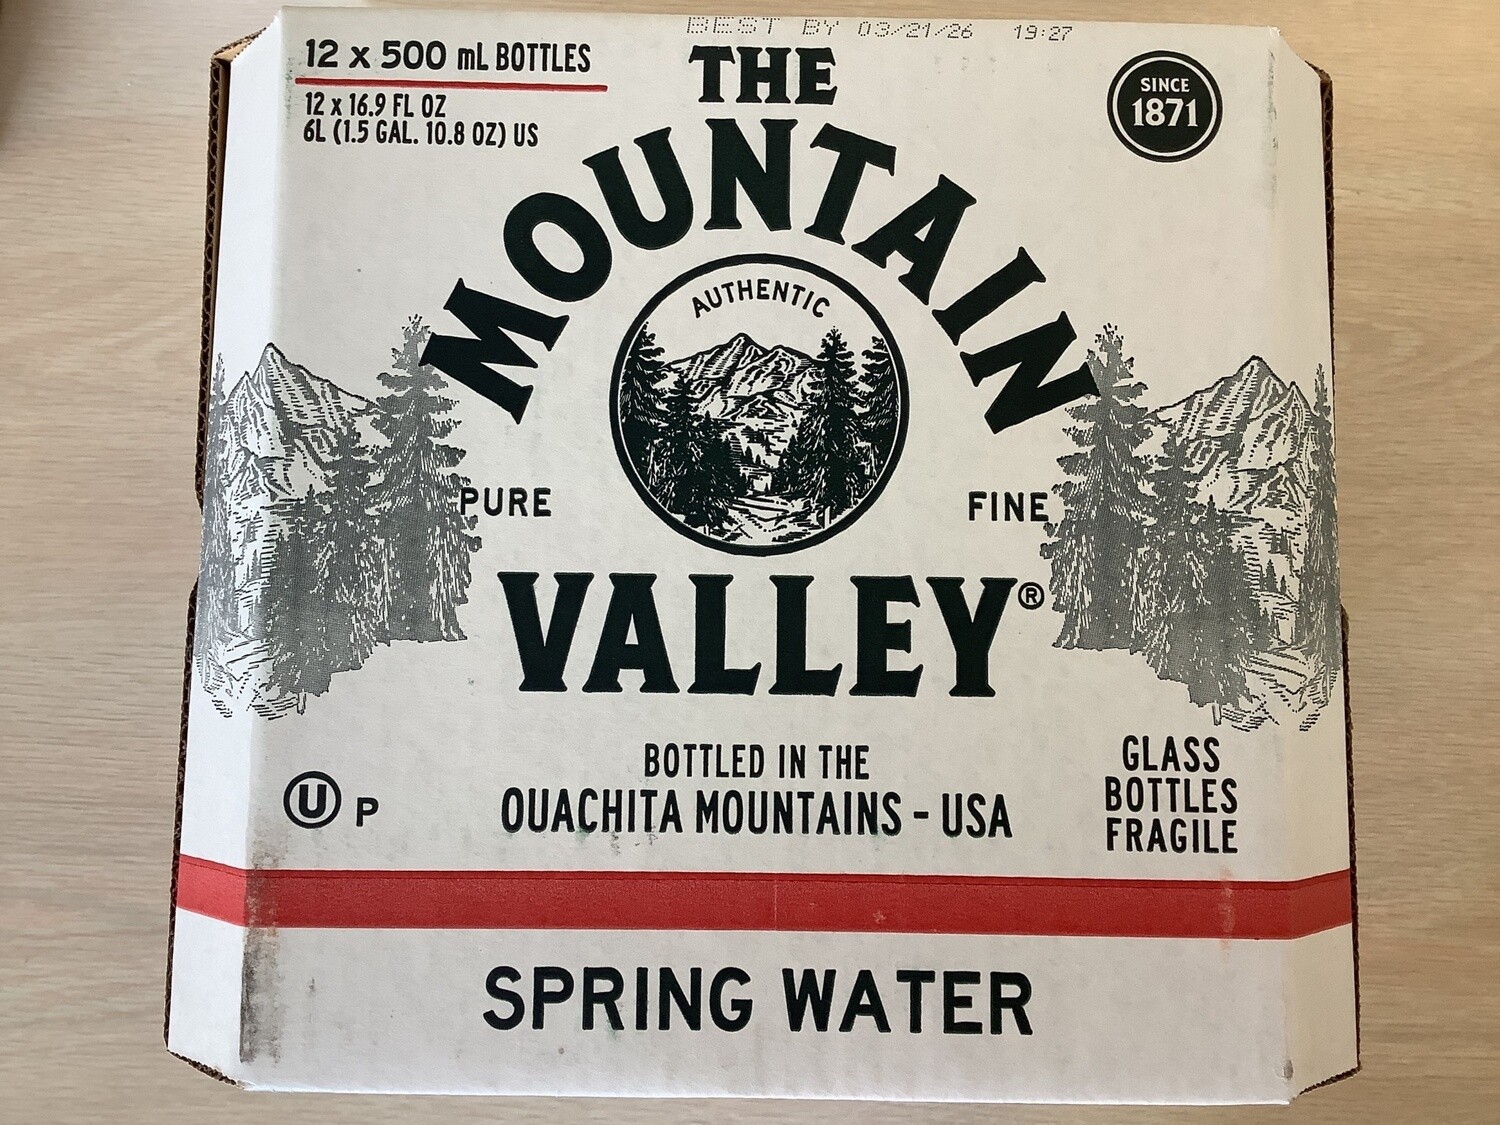 BEST BY 03/21/26 19:27
12 x 500 mL BOTTLES
12 x 16.9 FL OZ
6L (1.5 GAL. 10.8 OZ) US
SINCE
1871
THE
MOUNTAIN
AUTHENTIC
PURE
FINE
VALLEY®
BOTTLED IN THE
OUACHITA MOUNTAINS - USA
GLASS
BOTTLES
FRAGILE
U P
SPRING WATER